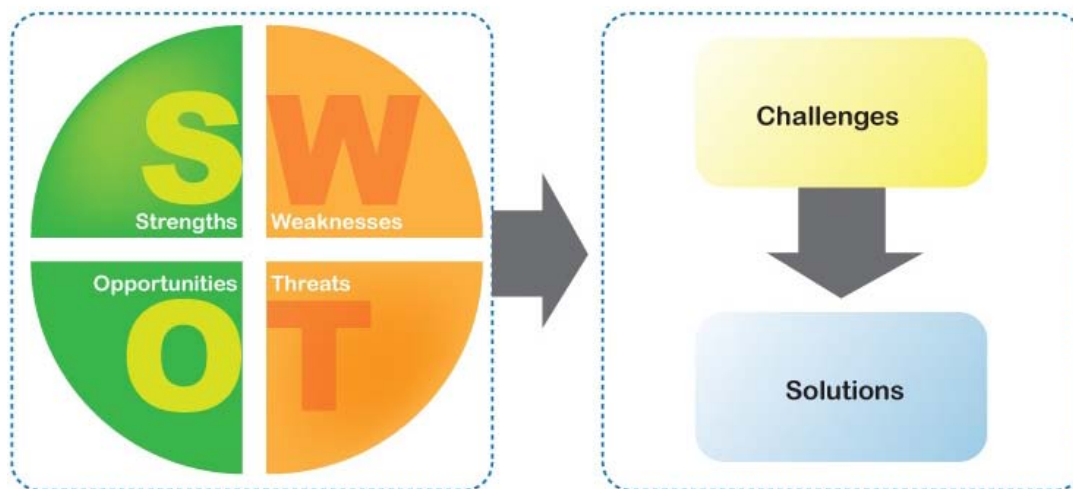 S W
Strengths Weaknesses
Opportunities Threats
O T
Challenges
Solutions